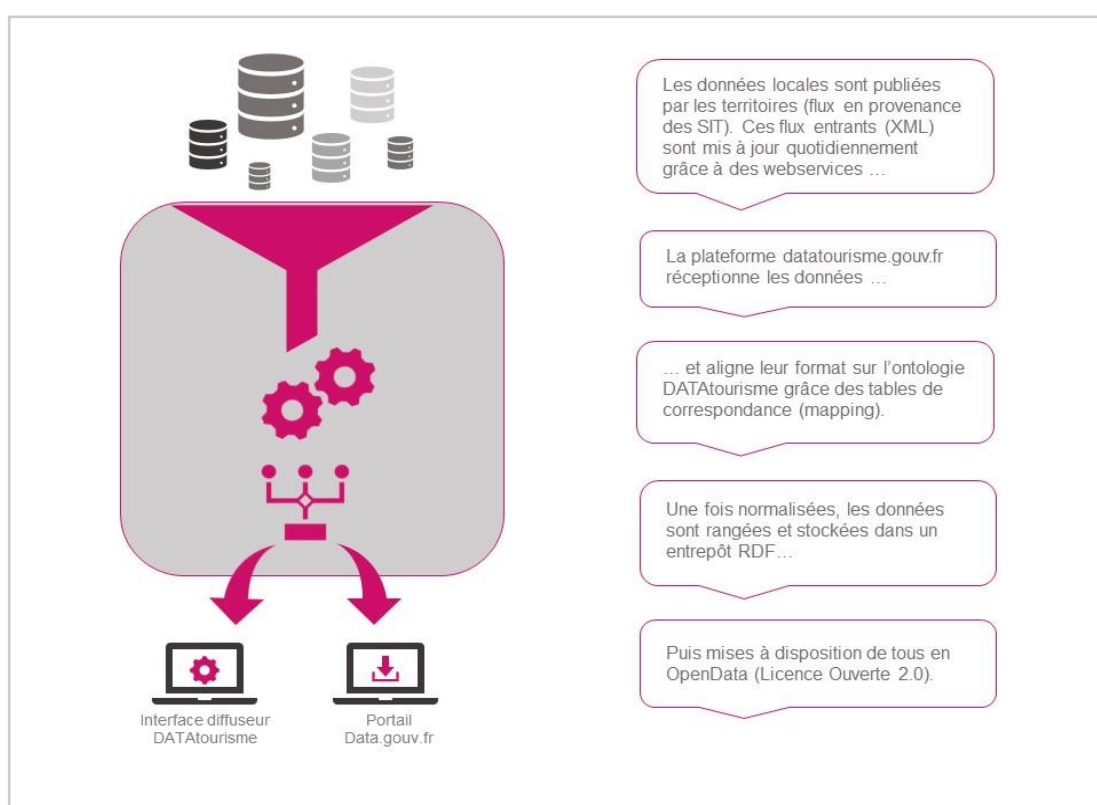 Les données locales sont publiées
par les territoires (flux en provenance
des SIT). Ces flux entrants (XML)
sont mis à jour quotidiennement
grâce à des webservices …
La plateforme datatourisme.gouv.fr
réceptionne les données …
… et aligne leur format sur l’ontologie
DATAtourisme grâce des tables de
correspondance (mapping).
Une fois normalisées, les données
sont rangées et stockées dans un
entrepôt RDF…
Puis mises à disposition de tous en
OpenData (Licence Ouverte 2.0).
Interface diffuseur
DATAtourisme
Portail
Data.gouv.fr